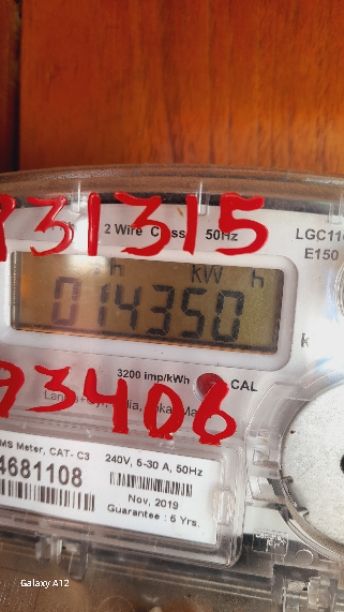 931315
2 Wire Class 50Hz
LGC11
E150
h kW h
014350
k
3200 imp/kWh CAL
93406
MS Meter, CAT- C3
4681108
240V, 5-30 A, 50Hz
Nov, 2019
Guarantee : 5 Yrs.
Galaxy A12